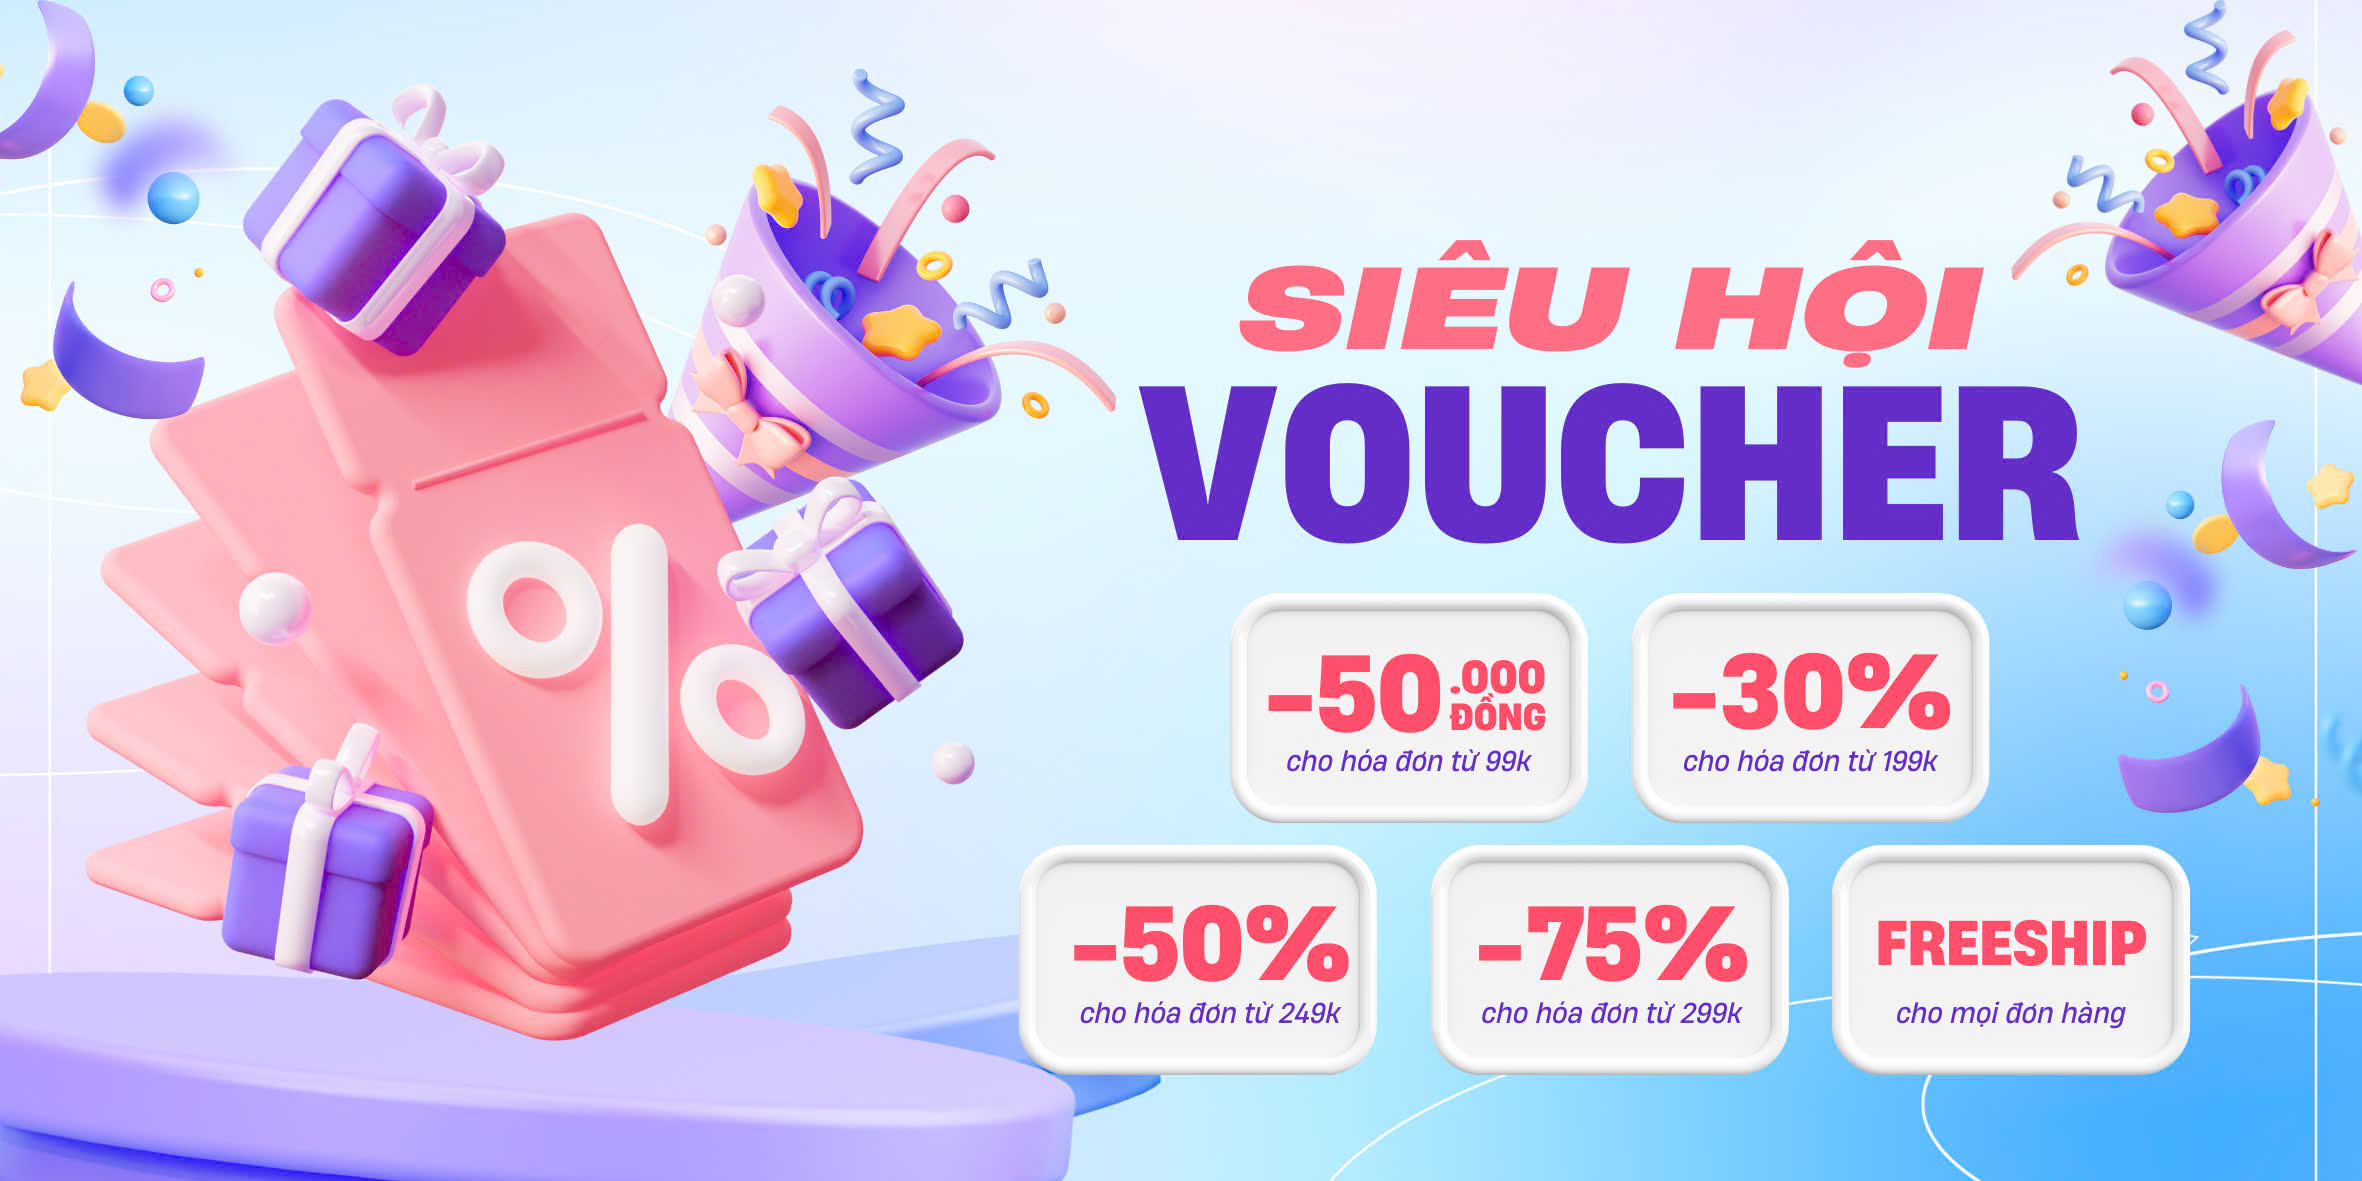 SIÊU HỘI
VOUCHER
-50.000 ĐỒNG
cho hóa đơn từ 99k
-30%
cho hóa đơn từ 199k
-50%
cho hóa đơn từ 249k
-75%
cho hóa đơn từ 299k
FREESHIP
cho mọi đơn hàng
%